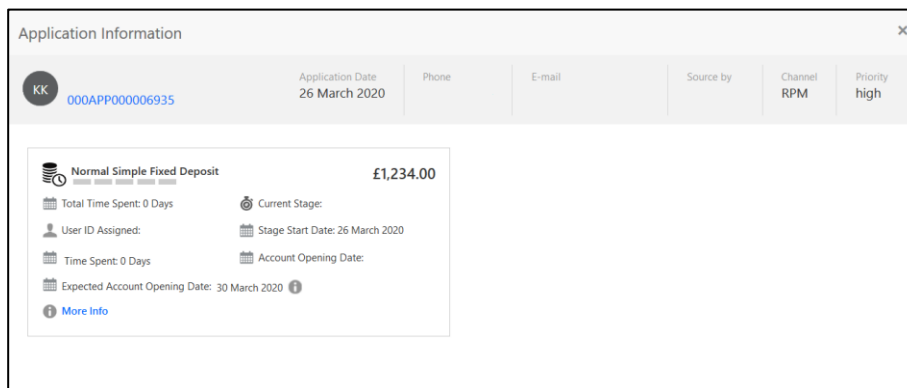 Application Information
×
KK
000APP000006935
Application Date
26 March 2020
Phone
E-mail
Source by
Channel
RPM
Priority
high
Normal Simple Fixed Deposit
£1,234.00
Total Time Spent: 0 Days
Current Stage:
User ID Assigned:
Stage Start Date: 26 March 2020
Time Spent: 0 Days
Account Opening Date:
Expected Account Opening Date: 30 March 2020
More Info